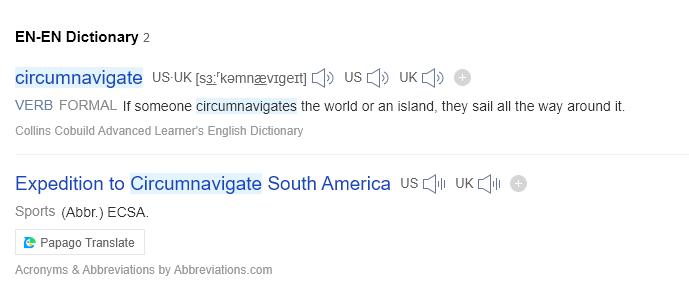 EN-EN Dictionary 2
circumnavigate US·UK [sɜːʳkəmnævɪgeɪt] US UK
VERB FORMAL If someone circumnavigates the world or an island, they sail all the way around it.
Collins Cobuild Advanced Learner's English Dictionary
Expedition to Circumnavigate South America US UK
Sports (Abbr.) ECSA.
Papago Translate
Acronyms & Abbreviations by Abbreviations.com